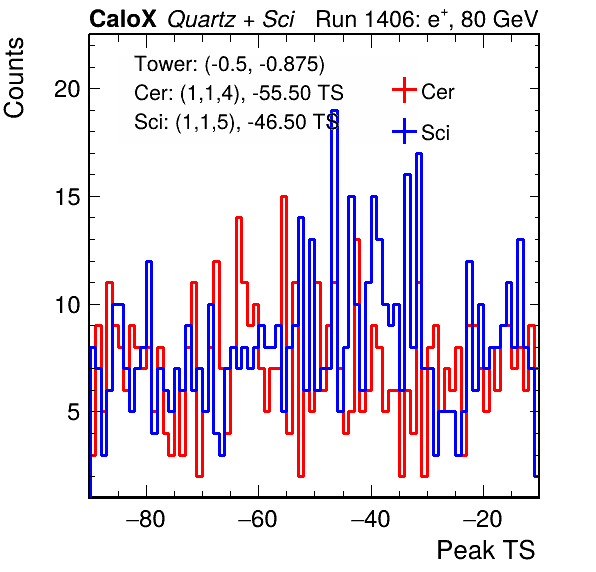 CaloX Quartz + Sci Run 1406: e⁺, 80 GeV
Counts
Tower: (-0.5, -0.875)
Cer: (1,1,4), -55.50 TS
Sci: (1,1,5), -46.50 TS
Cer
Sci
20
15
10
5
−80 −60 −40 −20
Peak TS